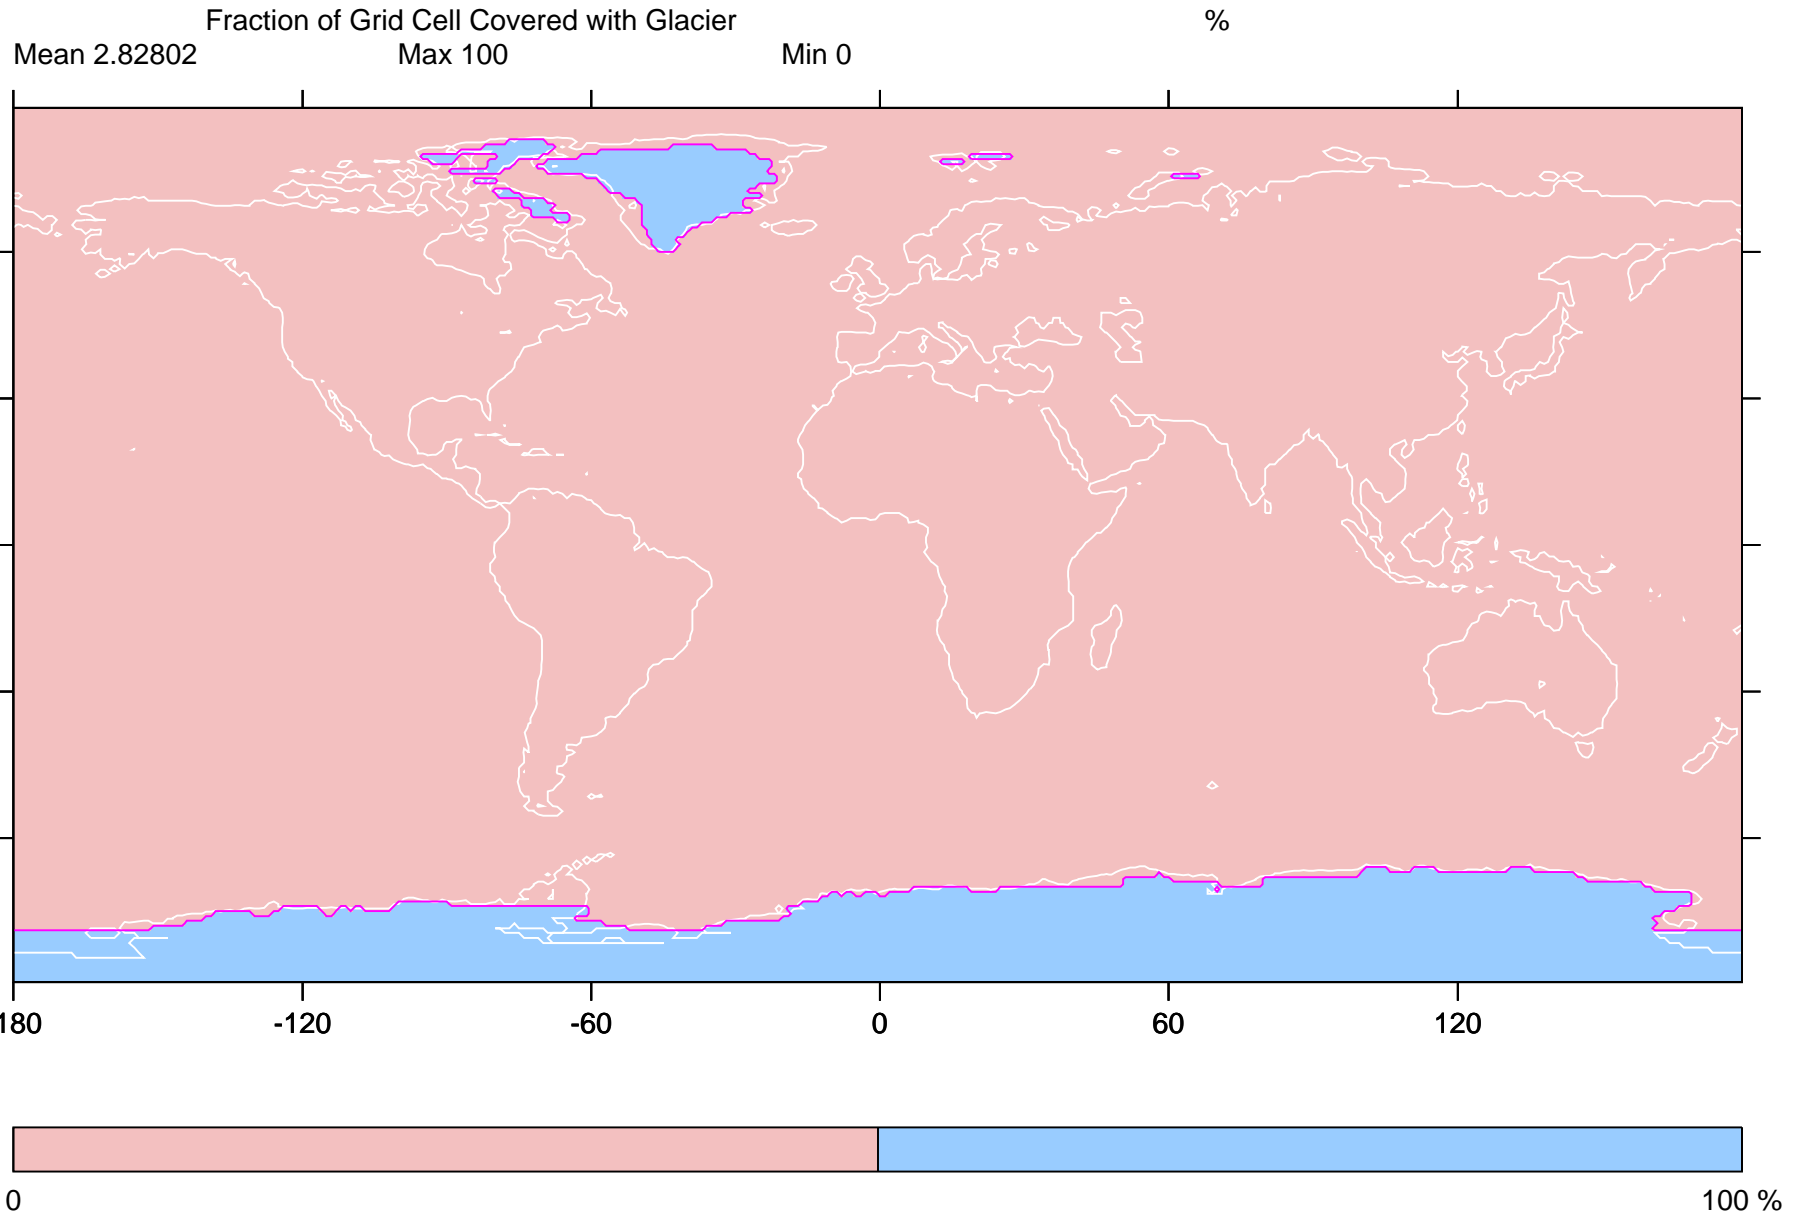 Fraction of Grid Cell Covered with Glacier %
Mean 2.82802 Max 100 Min 0
180 -120 -60 0 60 120
0 100 %